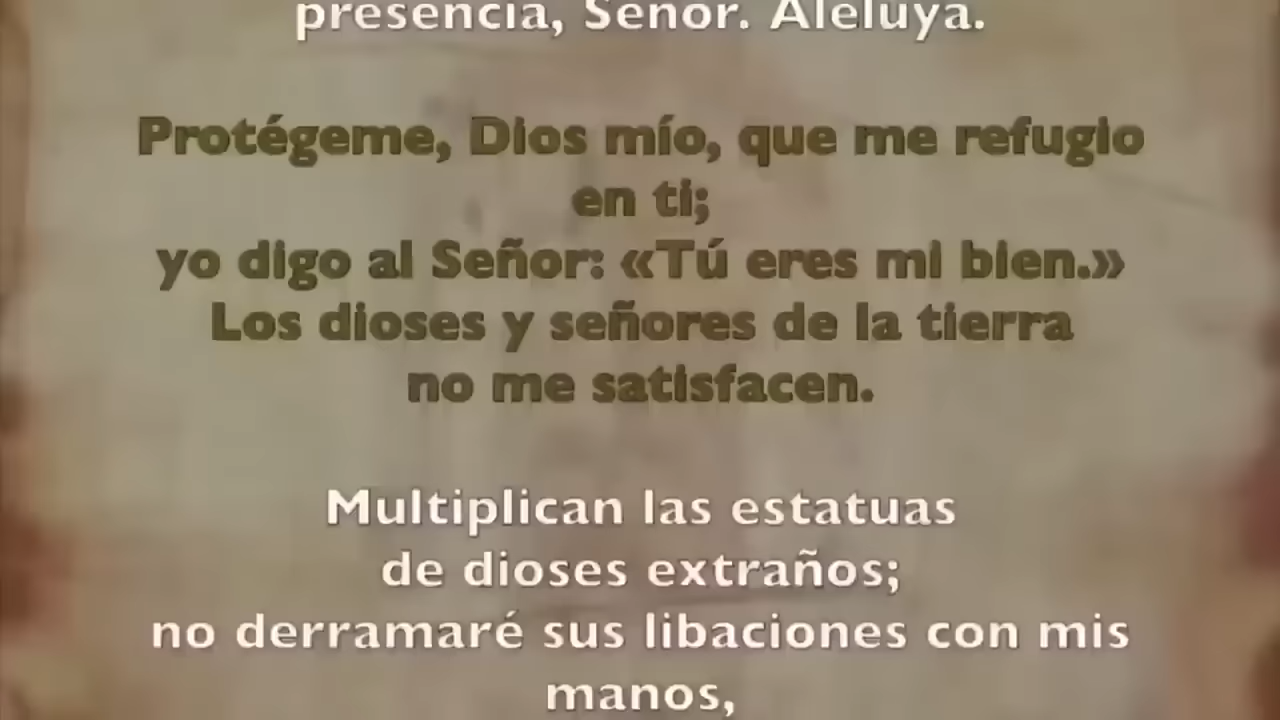 presencia, Señor. Aleluya.
Protégeme, Dios mío, que me refugio
en ti;
yo digo al Señor: «Tú eres mi bien.»
Los dioses y señores de la tierra
no me satisfacen.
Multiplican las estatuas
de dioses extraños;
no derramaré sus libaciones con mis
manos,